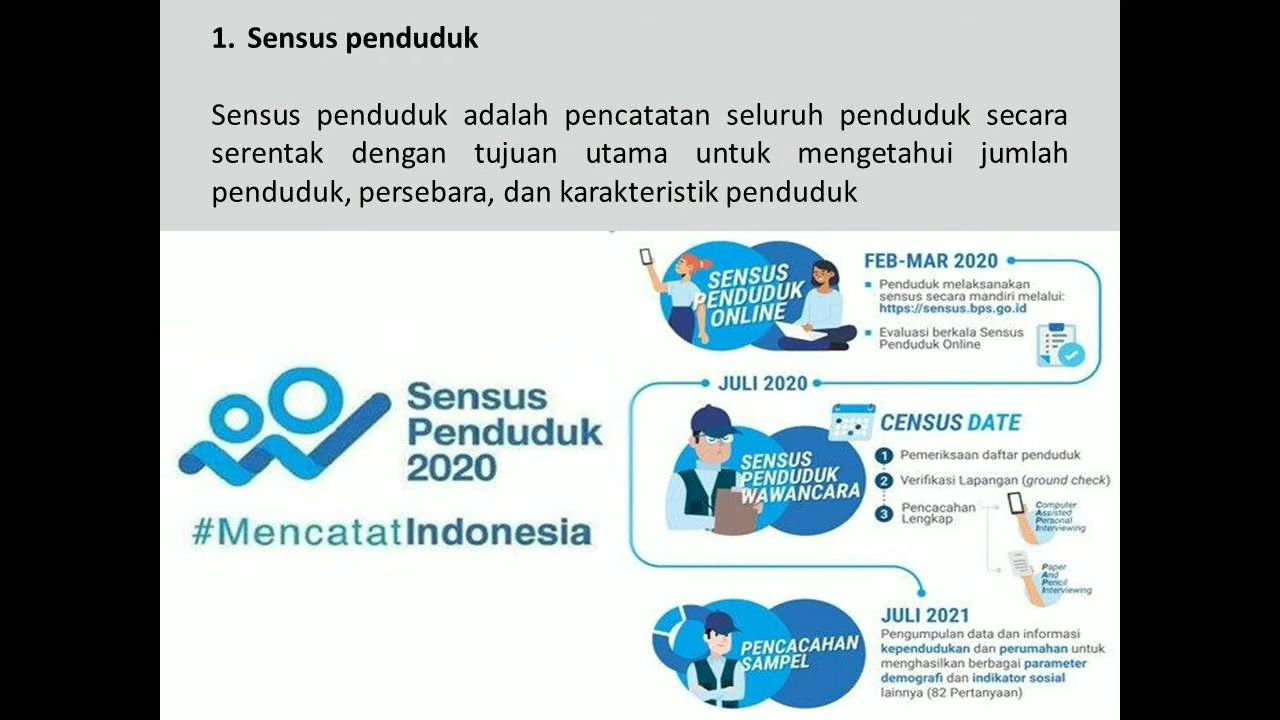 1. Sensus penduduk
Sensus penduduk adalah pencatatan seluruh penduduk secara
serentak dengan tujuan utama untuk mengetahui jumlah
penduduk, persebara, dan karakteristik penduduk
Sensus
Penduduk
2020
#MencatatIndonesia
SENSUS
PENDUDUK
ONLINE
FEB-MAR 2020
Penduduk melaksanakan
sensus secara mandiri melalui:
https://sensus.bps.go.id
Evaluasi berkala Sensus
Penduduk Online
JULI 2020
SENSUS
PENDUDUK
WAWANCARA
CENSUS DATE
1 Pemeriksaan daftar penduduk
2 Verifikasi Lapangan (ground check)
3 Pencacahan
Lengkap
Computer
Assisted
Personal
Interviewing
Paper
And
Pencil
Interviewing
PENCACAHAN
SAMPEL
JULI 2021
Pengumpulan data dan informasi
kependudukan dan perumahan untuk
menghasilkan berbagai parameter
demografi dan indikator sosial
lainnya (82 Pertanyaan)